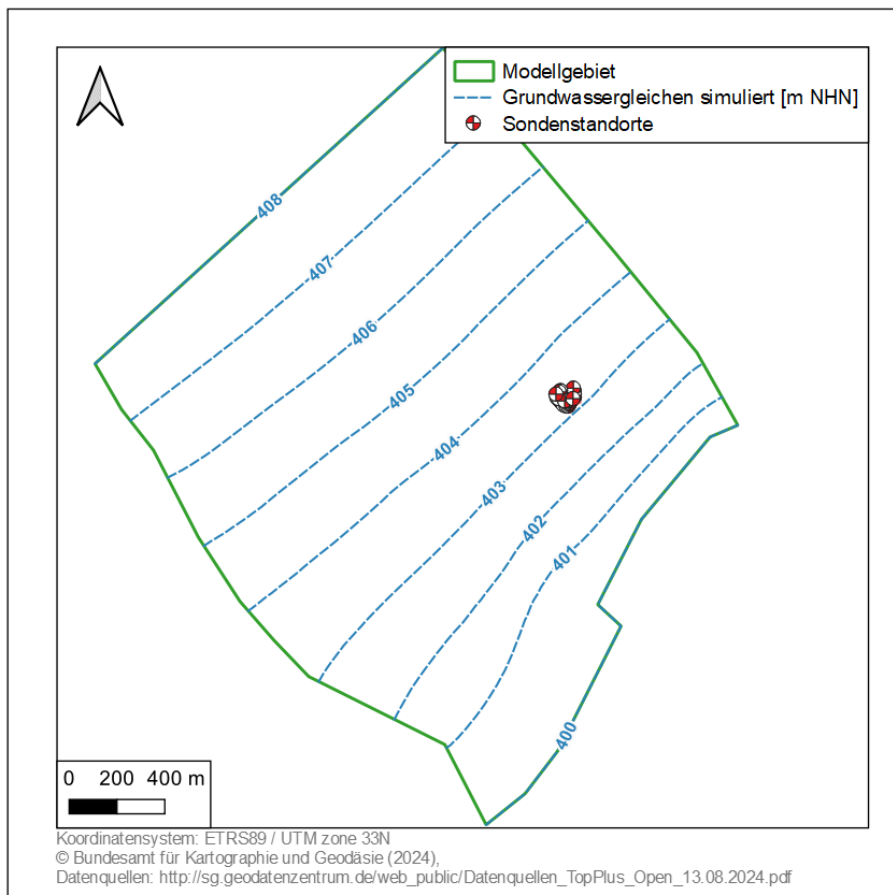 Modellgebiet
Grundwassergleichen simuliert [m NHN]
Sondenstandorte
408
407
406
405
404
403
402
401
400
0 200 400 m
Koordinatensystem: ETRS89 / UTM zone 33N
© Bundesamt für Kartographie und Geodäsie (2024),
Datenquellen: http://sg.geodatenzentrum.de/web_public/Datenquellen_TopPlus_Open_13.08.2024.pdf